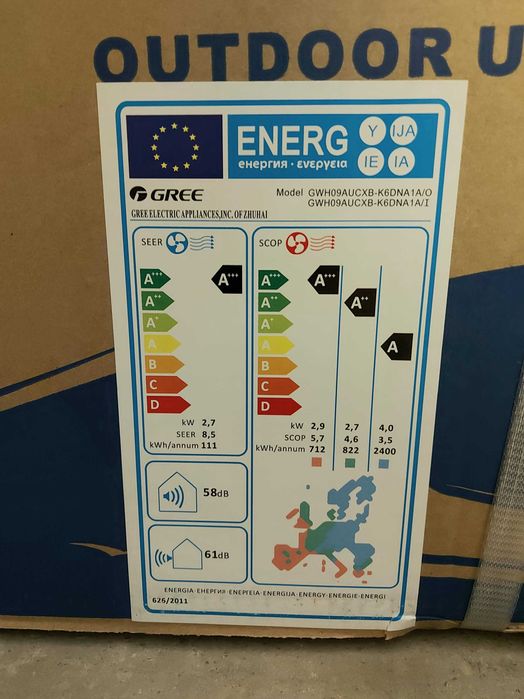 OUTDOOR U
ENERG Y IJA
енергия · ενεργεια IE IA
GREE Model GWH09AUCXB-K6DNA1A/O
GWH09AUCXB-K6DNA1A/I
GREE ELECTRIC APPLIANCES,INC. OF ZHUHAI
SEER
A+++
A++
A+
A
B
C
D
A+++
kW 2,7
SEER 8,5
kWh/annum 111
SCOP
A+++
A++
A+
A
B
C
D
A+++
A++
A
kW 2,9 2,7 4,0
SCOP 5,7 4,6 3,5
kWh/annum 712 822 2400
58dB
61dB
ENERGIA · ЕНЕРГИЯ · ΕΝΕΡΓΕΙΑ · ENERGIJA · ENERGY · ENERGIE · ENERGI
626/2011